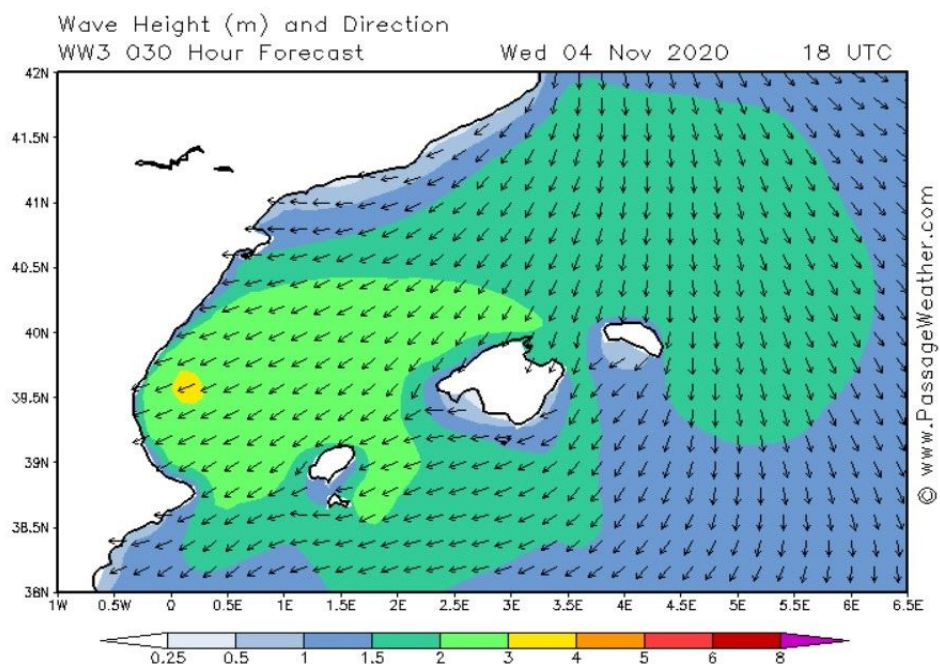 Wave Height (m) and Direction
WW3 030 Hour Forecast Wed 04 Nov 2020 18 UTC
42N
41.5N
41N
40.5N
40N
39.5N
39N
38.5N
38N
1W 0.5W 0 0.5E 1E 1.5E 2E 2.5E 3E 3.5E 4E 4.5E 5E 5.5E 6E 6.5E
© www.PassageWeather.com
0.25 0.5 1 1.5 2 3 4 5 6 8